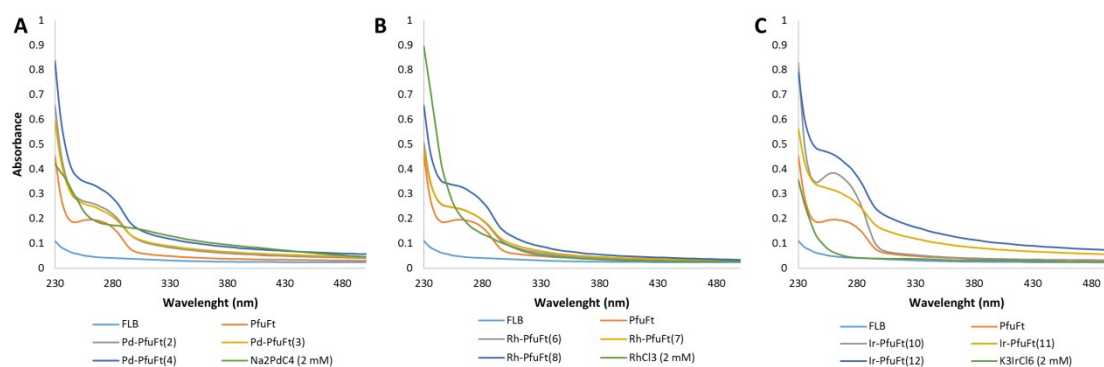 A
B
C
1
0.9
0.8
0.7
0.6
0.5
0.4
0.3
0.2
0.1
0
Absorbance
230 280 330 380 430 480
Wavelenght (nm)
FLB PfuFt
Pd-PfuFt(2) Pd-PfuFt(3)
Pd-PfuFt(4) Na2PdC4 (2 mM)
1
0.9
0.8
0.7
0.6
0.5
0.4
0.3
0.2
0.1
0
230 280 330 380 430 480
Wavelenght (nm)
FLB PfuFt
Rh-PfuFt(6) Rh-PfuFt(7)
Rh-PfuFt(8) RhCl3 (2 mM)
1
0.9
0.8
0.7
0.6
0.5
0.4
0.3
0.2
0.1
0
230 280 330 380 430 480
Wavelenght (nm)
FLB PfuFt
Ir-PfuFt(10) Ir-PfuFt(11)
Ir-PfuFt(12) K3IrCl6 (2 mM)